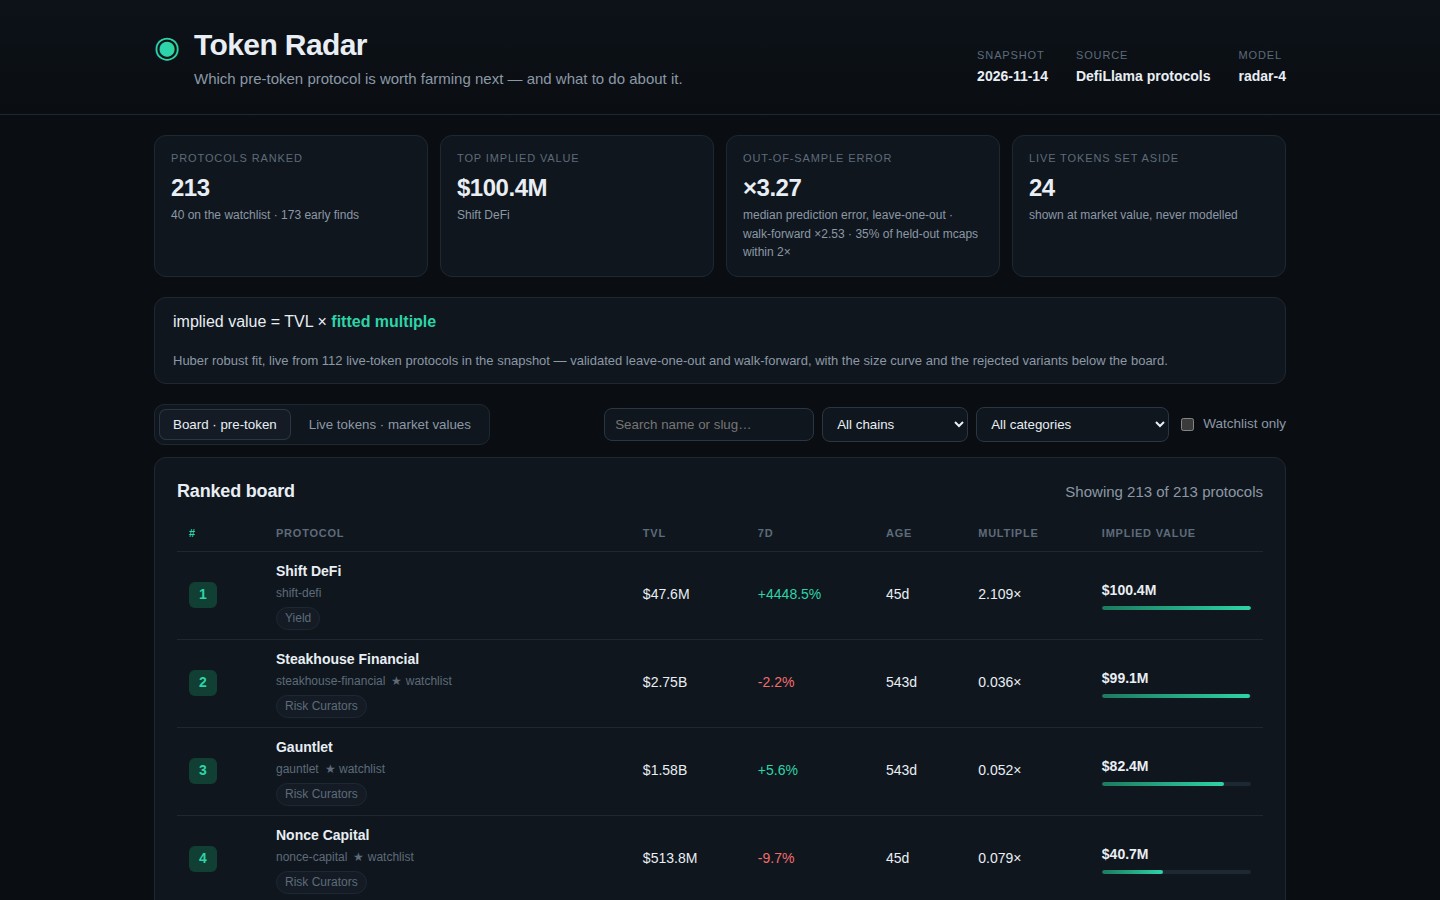 Token Radar
Which pre-token protocol is worth farming next — and what to do about it.
SNAPSHOT
2026-11-14
SOURCE
DefiLlama protocols
MODEL
radar-4
PROTOCOLS RANKED
213
40 on the watchlist · 173 early finds
TOP IMPLIED VALUE
$100.4M
Shift DeFi
OUT-OF-SAMPLE ERROR
×3.27
median prediction error, leave-one-out ·
walk-forward ×2.53 · 35% of held-out mcaps
within 2×
LIVE TOKENS SET ASIDE
24
shown at market value, never modelled
implied value = TVL × fitted multiple
Huber robust fit, live from 112 live-token protocols in the snapshot — validated leave-one-out and walk-forward, with the size curve and the rejected variants below the board.
Board · pre-token
Live tokens · market values
Search name or slug…
All chains
All categories
Watchlist only
Ranked board
Showing 213 of 213 protocols
# PROTOCOL TVL 7D AGE MULTIPLE IMPLIED VALUE
1
Shift DeFi
shift-defi
Yield
$47.6M +4448.5% 45d 2.109× $100.4M
2
Steakhouse Financial
steakhouse-financial ★ watchlist
Risk Curators
$2.75B -2.2% 543d 0.036× $99.1M
3
Gauntlet
gauntlet ★ watchlist
Risk Curators
$1.58B +5.6% 543d 0.052× $82.4M
4
Nonce Capital
nonce-capital ★ watchlist
Risk Curators
$513.8M -9.7% 45d 0.079× $40.7M